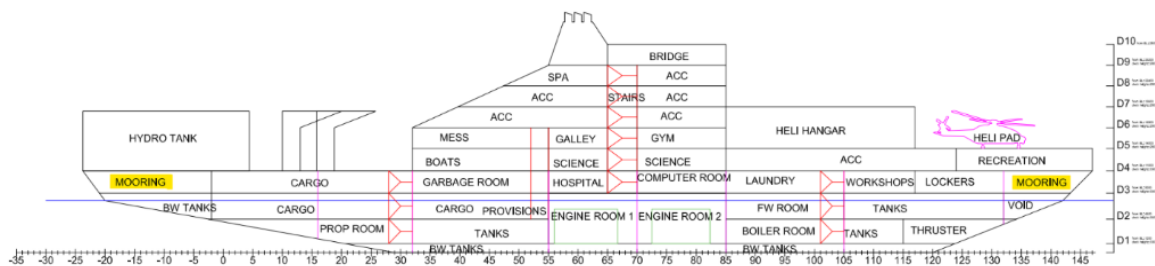 D10
BRIDGE
D9
SPA
ACC
D8
ACC
STAIRS
ACC
D7
ACC
ACC
D6
HYDRO TANK
MESS
GALLEY
GYM
HELI HANGAR
HELI PAD
D5
BOATS
SCIENCE
SCIENCE
ACC
RECREATION
D4
MOORING
CARGO
GARBAGE ROOM
HOSPITAL
COMPUTER ROOM
LAUNDRY
WORKSHOPS
LOCKERS
MOORING
D3
BW TANKS
CARGO
CARGO
PROVISIONS
ENGINE ROOM 1
ENGINE ROOM 2
FW ROOM
TANKS
VOID
D2
PROP ROOM
TANKS
BOILER ROOM
TANKS
THRUSTER
D1
BW TANKS
BW TANKS
-35 -30 -25 -20 -15 -10 -5 0 5 10 15 20 25 30 35 40 45 50 55 60 65 70 75 80 85 90 95 100 105 110 115 120 125 130 135 145